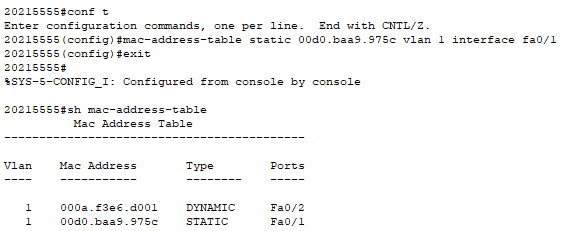 20215555#conf t
Enter configuration commands, one per line.  End with CNTL/Z.
20215555(config)#mac-address-table static 00d0.baa9.975c vlan 1 interface fa0/1
20215555(config)#exit
20215555#
%SYS-5-CONFIG_I: Configured from console by console
20215555#sh mac-address-table
          Mac Address Table
-------------------------------------------
Vlan    Mac Address       Type        Ports
----    -----------       --------    -----
   1    000a.f3e6.d001    DYNAMIC     Fa0/2
   1    00d0.baa9.975c    STATIC      Fa0/1